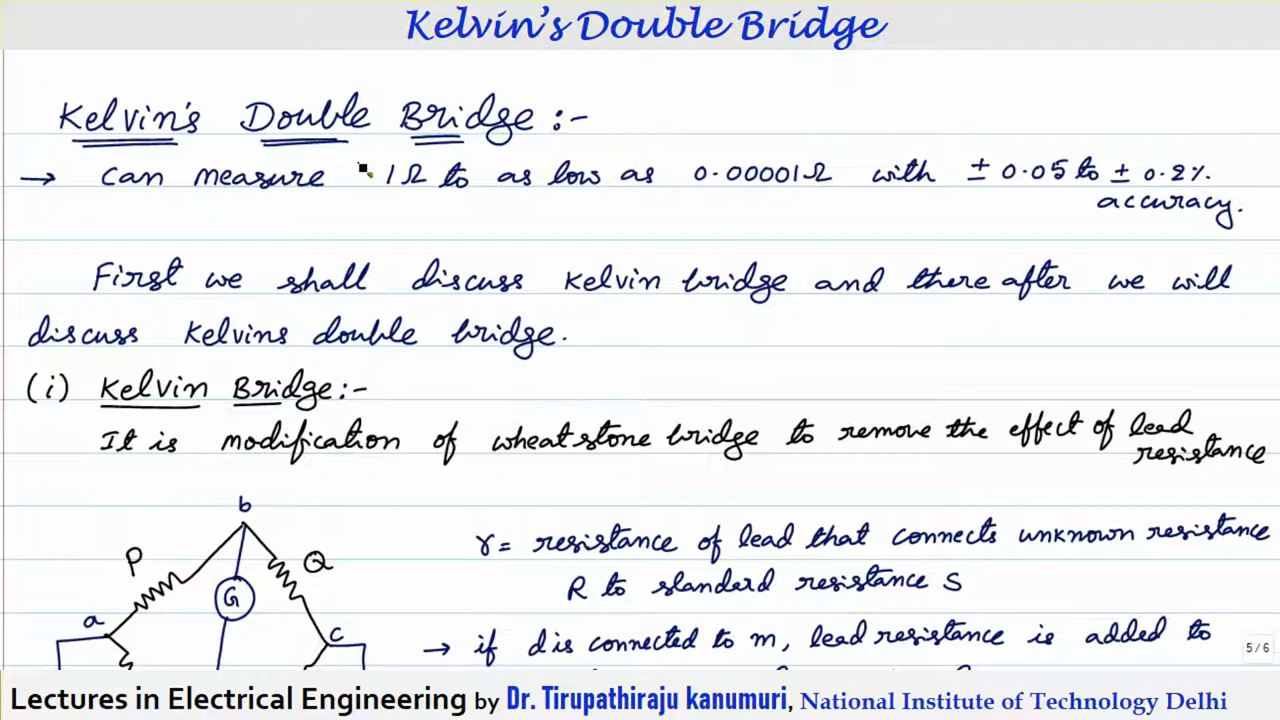 Kelvin's Double Bridge
Kelvin's Double Bridge :-
→ can measure 1Ω to as low as 0.00001Ω with ± 0.05 to ± 0.2%.
accuracy.
First we shall discuss Kelvin bridge and there after we will
discuss Kelvins double bridge.
(i) Kelvin Bridge:-
It is modification of wheatstone bridge to remove the effect of lead
resistance
b
P
Q
G
a
c
r = resistance of lead that connects unknown resistance
R to standard resistance S
→ if d is connected to m, lead resistance is added to
5 / 6
Lectures in Electrical Engineering by Dr. Tirupathiraju kanumuri, National Institute of Technology Delhi